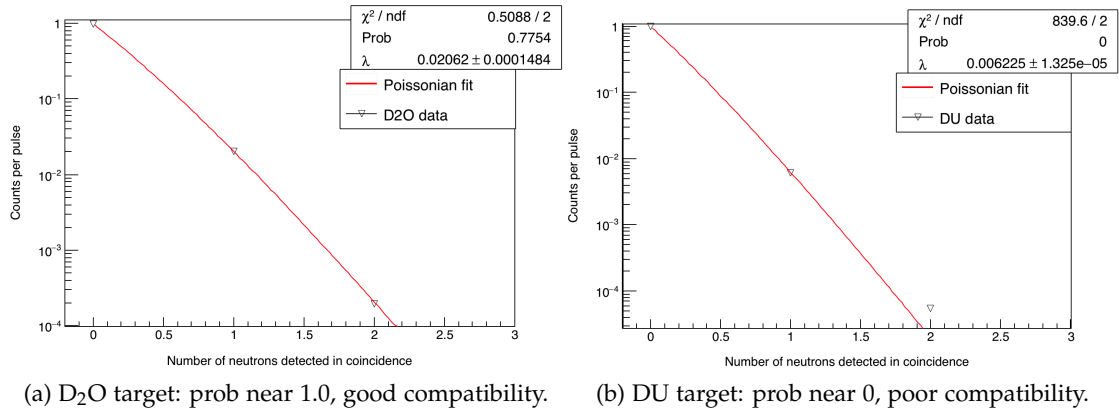 χ² / ndf 0.5088 / 2
Prob 0.7754
λ 0.02062 ± 0.0001484
Poissonian fit
D2O data
1
10⁻¹
10⁻²
10⁻³
10⁻⁴
Counts per pulse
0 0.5 1 1.5 2 2.5 3
Number of neutrons detected in coincidence
(a) D₂O target: prob near 1.0, good compatibility.
χ² / ndf 839.6 / 2
Prob 0
λ 0.006225 ± 1.325e−05
Poissonian fit
DU data
1
10⁻¹
10⁻²
10⁻³
10⁻⁴
Counts per pulse
0 0.5 1 1.5 2 2.5 3
Number of neutrons detected in coincidence
(b) DU target: prob near 0, poor compatibility.